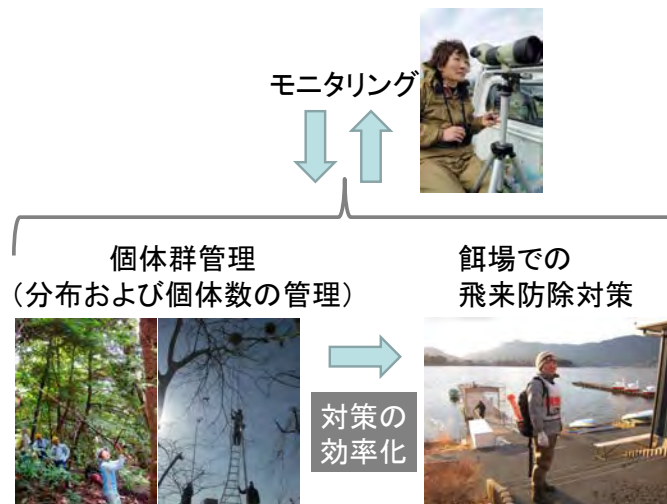 モニタリング
個体群管理
（分布および個体数の管理）
餌場での
飛来防除対策
対策の
効率化